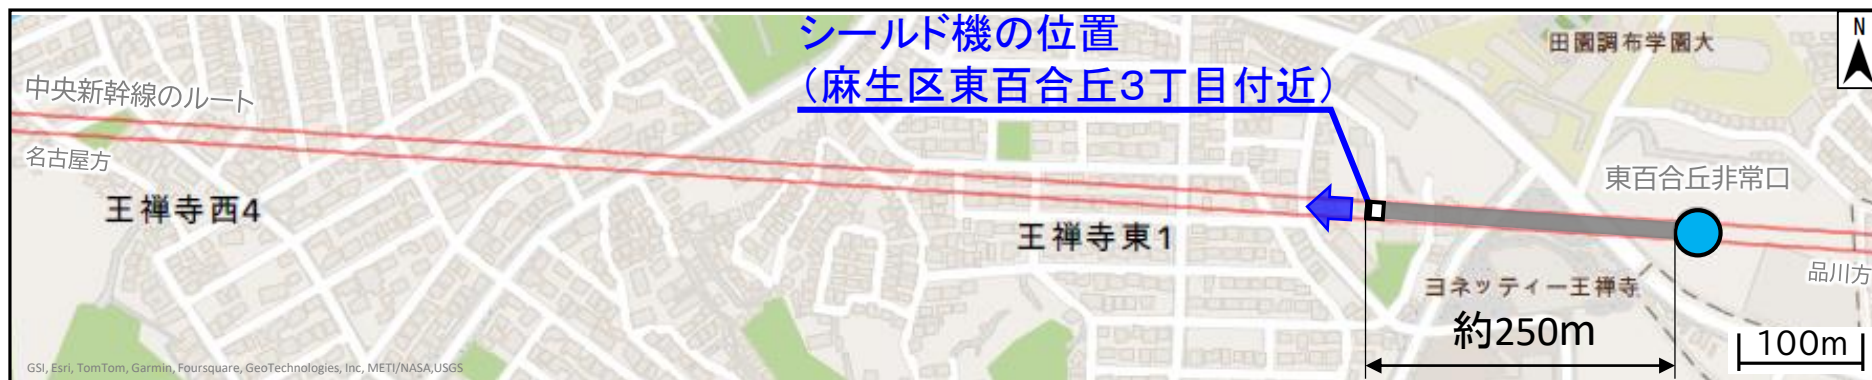 シールド機の位置
(麻生区東百合丘3丁目付近)
田園調布学園大
N
中央新幹線のルート
名古屋方
東百合丘非常口
王禅寺西4
王禅寺東1
品川方
ヨネッティー王禅寺
約250m
100m
GSI, Esri, TomTom, Garmin, Foursquare, GeoTechnologies, Inc, METI/NASA,USGS